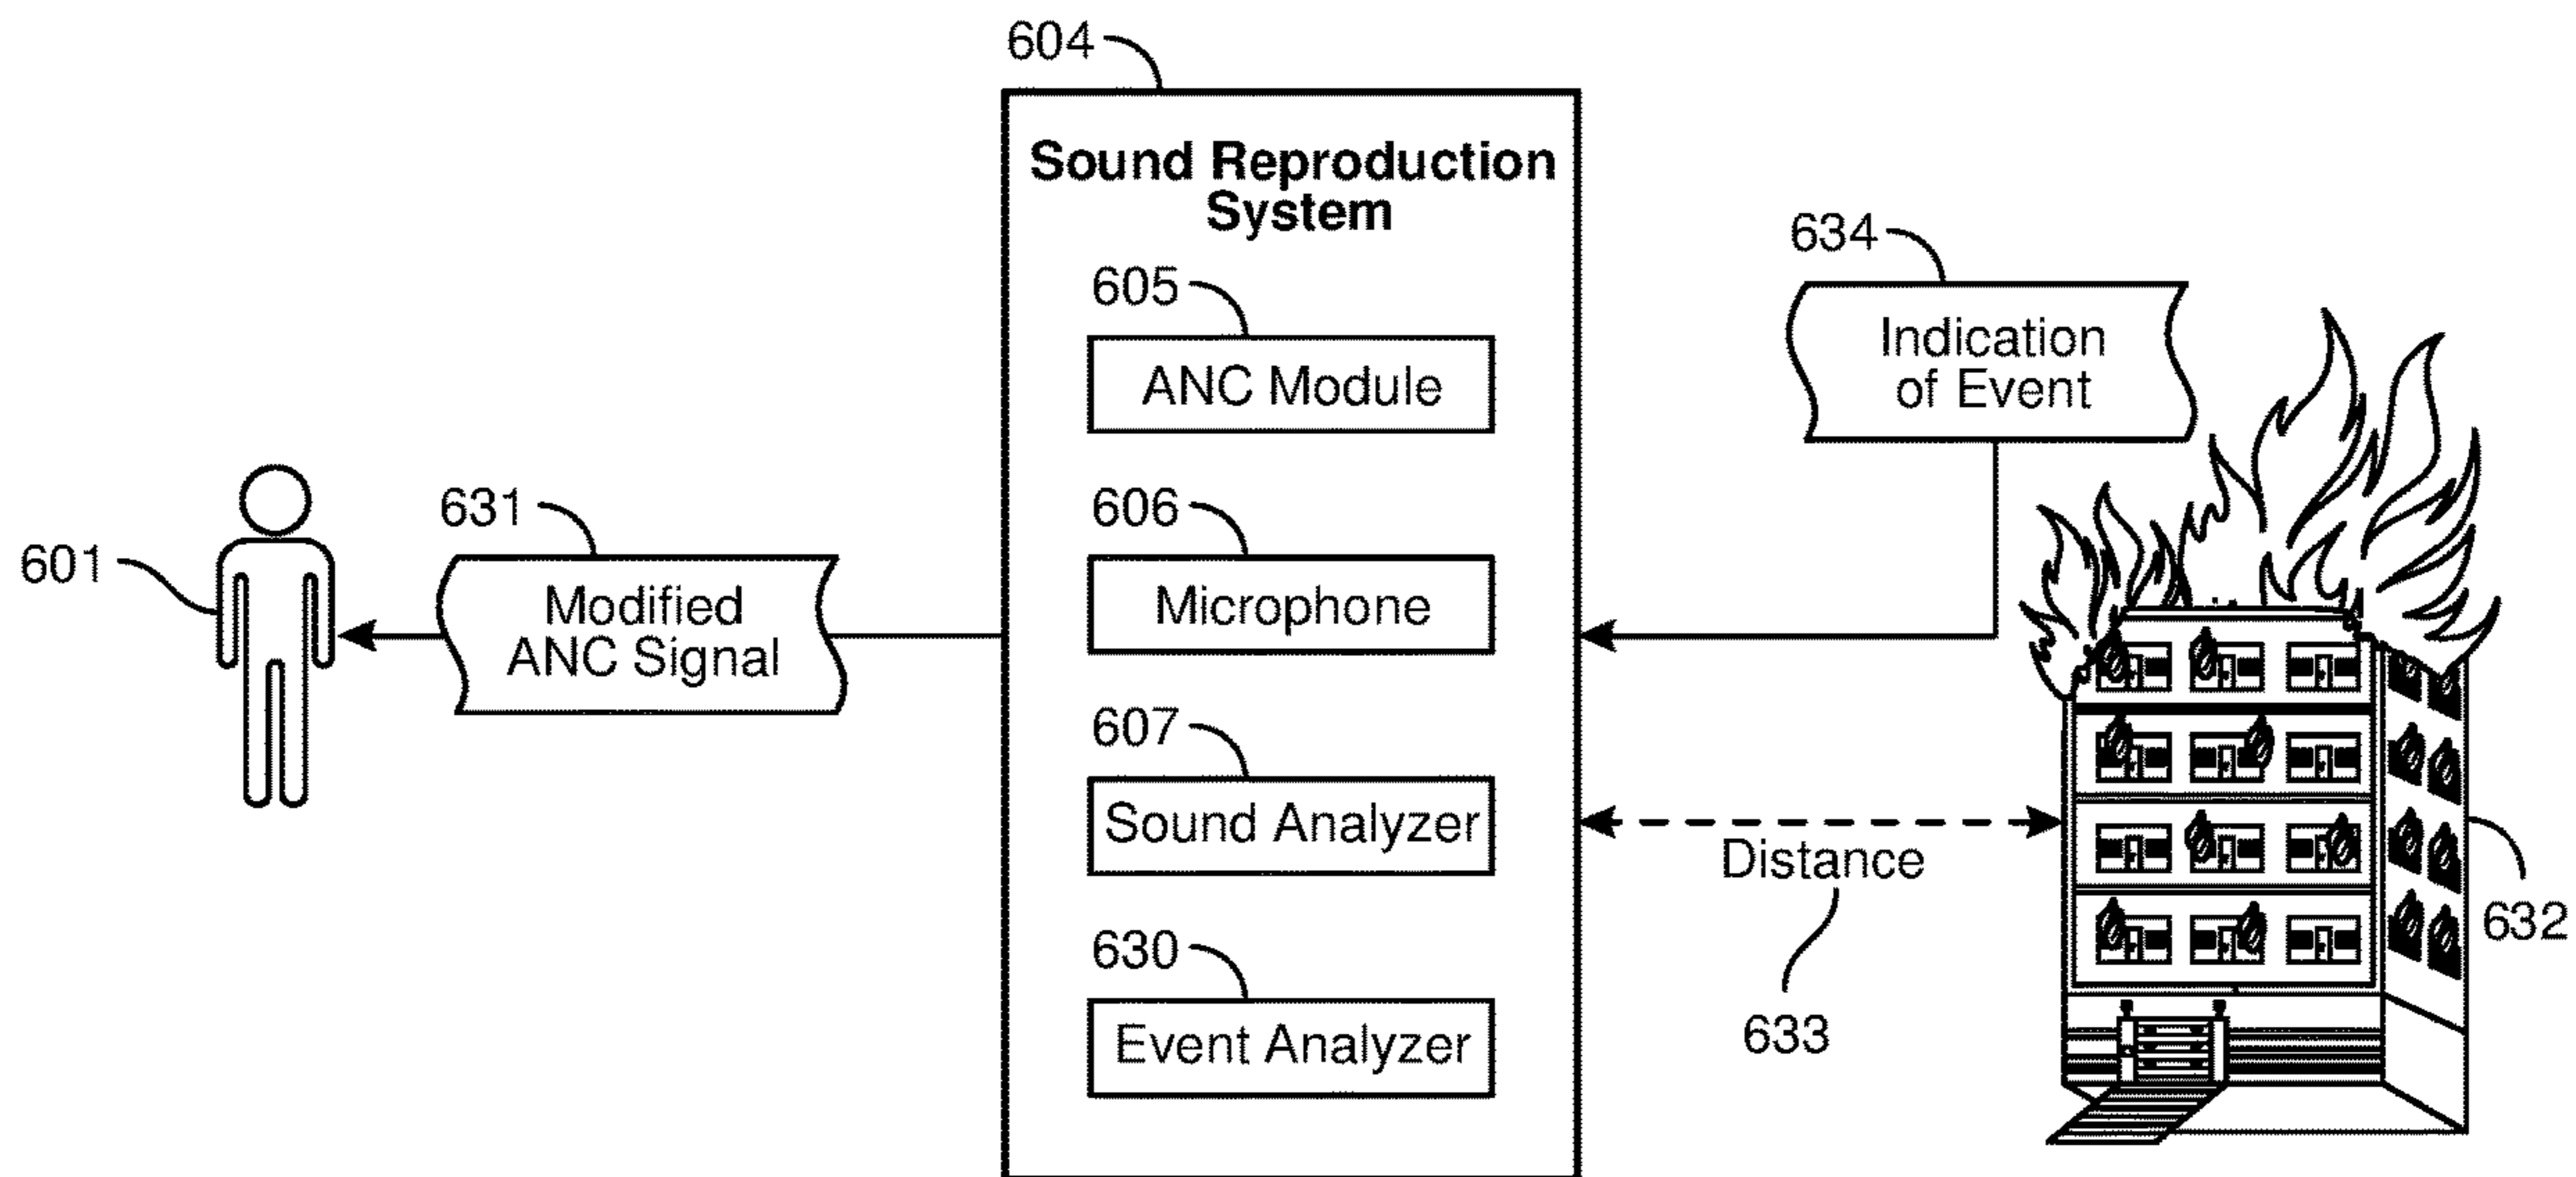 604
Sound Reproduction
System
605
ANC Module
606
Microphone
607
Sound Analyzer
630
Event Analyzer
601
631
Modified
ANC Signal
634
Indication
of Event
Distance
633
632